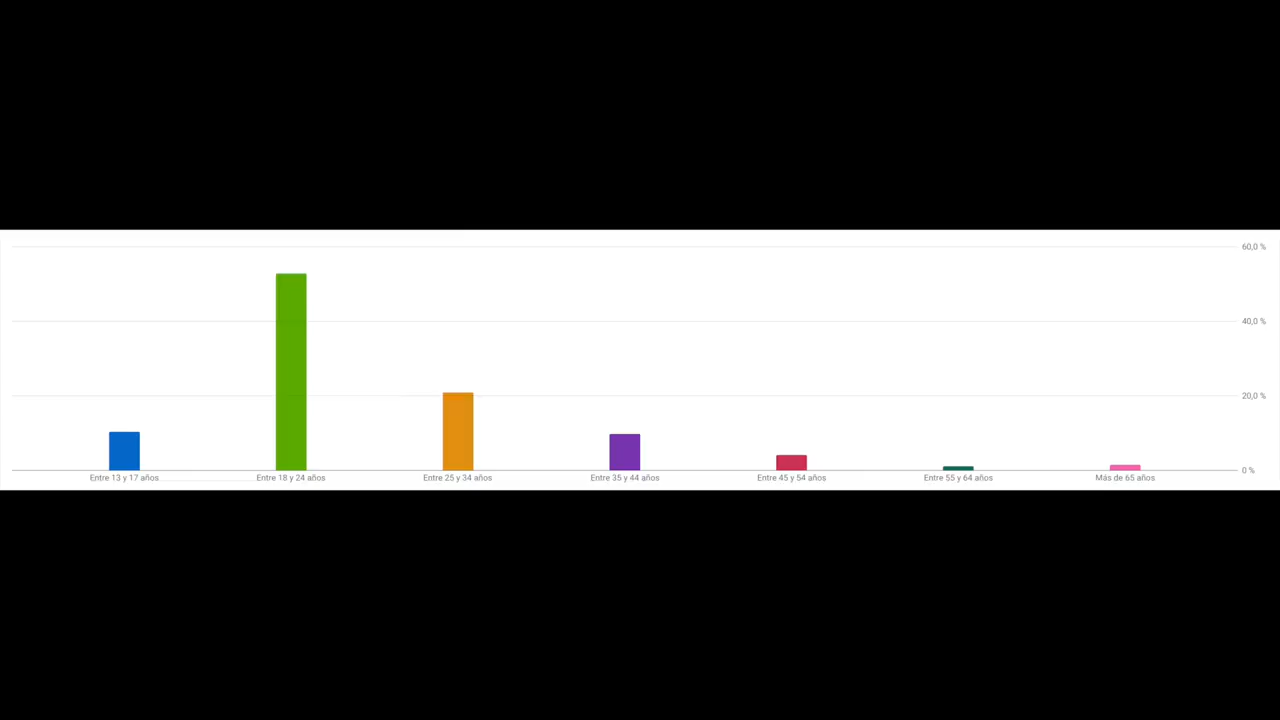 60,0 %
40,0 %
20,0 %
0 %
Entre 13 y 17 años
Entre 18 y 24 años
Entre 25 y 34 años
Entre 35 y 44 años
Entre 45 y 54 años
Entre 55 y 64 años
Más de 65 años